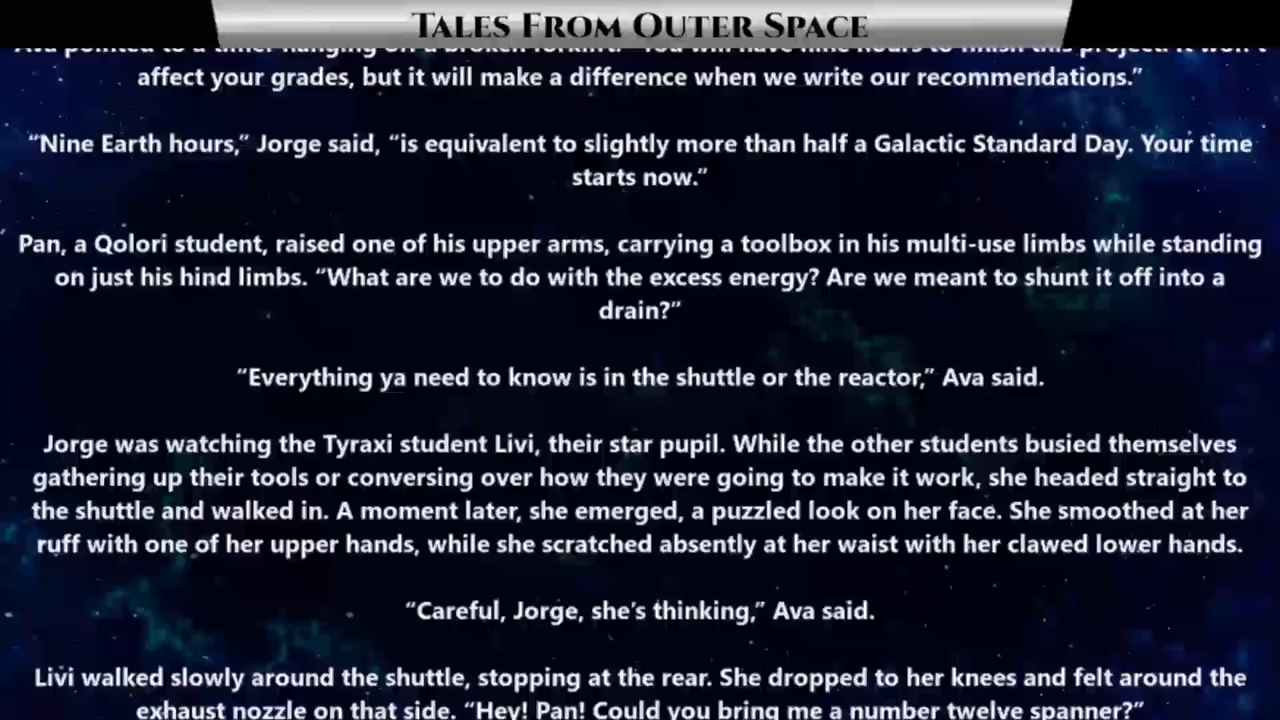 Tales From Outer Space
affect your grades, but it will make a difference when we write our recommendations.”
“Nine Earth hours,” Jorge said, “is equivalent to slightly more than half a Galactic Standard Day. Your time
starts now.”
Pan, a Qolori student, raised one of his upper arms, carrying a toolbox in his multi-use limbs while standing
on just his hind limbs. “What are we to do with the excess energy? Are we meant to shunt it off into a
drain?”
“Everything ya need to know is in the shuttle or the reactor,” Ava said.
Jorge was watching the Tyraxi student Livi, their star pupil. While the other students busied themselves
gathering up their tools or conversing over how they were going to make it work, she headed straight to
the shuttle and walked in. A moment later, she emerged, a puzzled look on her face. She smoothed at her
ruff with one of her upper hands, while she scratched absently at her waist with her clawed lower hands.
“Careful, Jorge, she’s thinking,” Ava said.
Livi walked slowly around the shuttle, stopping at the rear. She dropped to her knees and felt around the
exhaust nozzle on that side. “Hey! Pan! Could you bring me a number twelve spanner?”